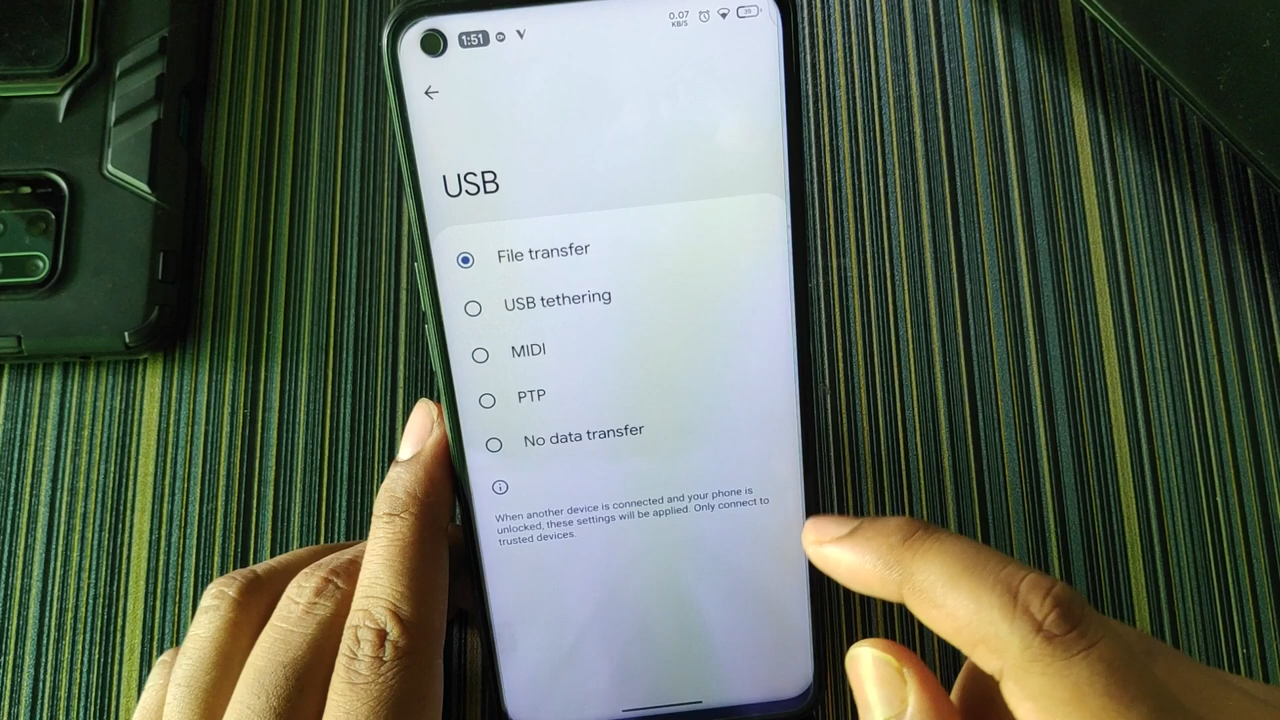 1:51
0.07
KB/S
39
USB
File transfer
USB tethering
MIDI
PTP
No data transfer
When another device is connected and your phone is
unlocked, these settings will be applied. Only connect to
trusted devices.